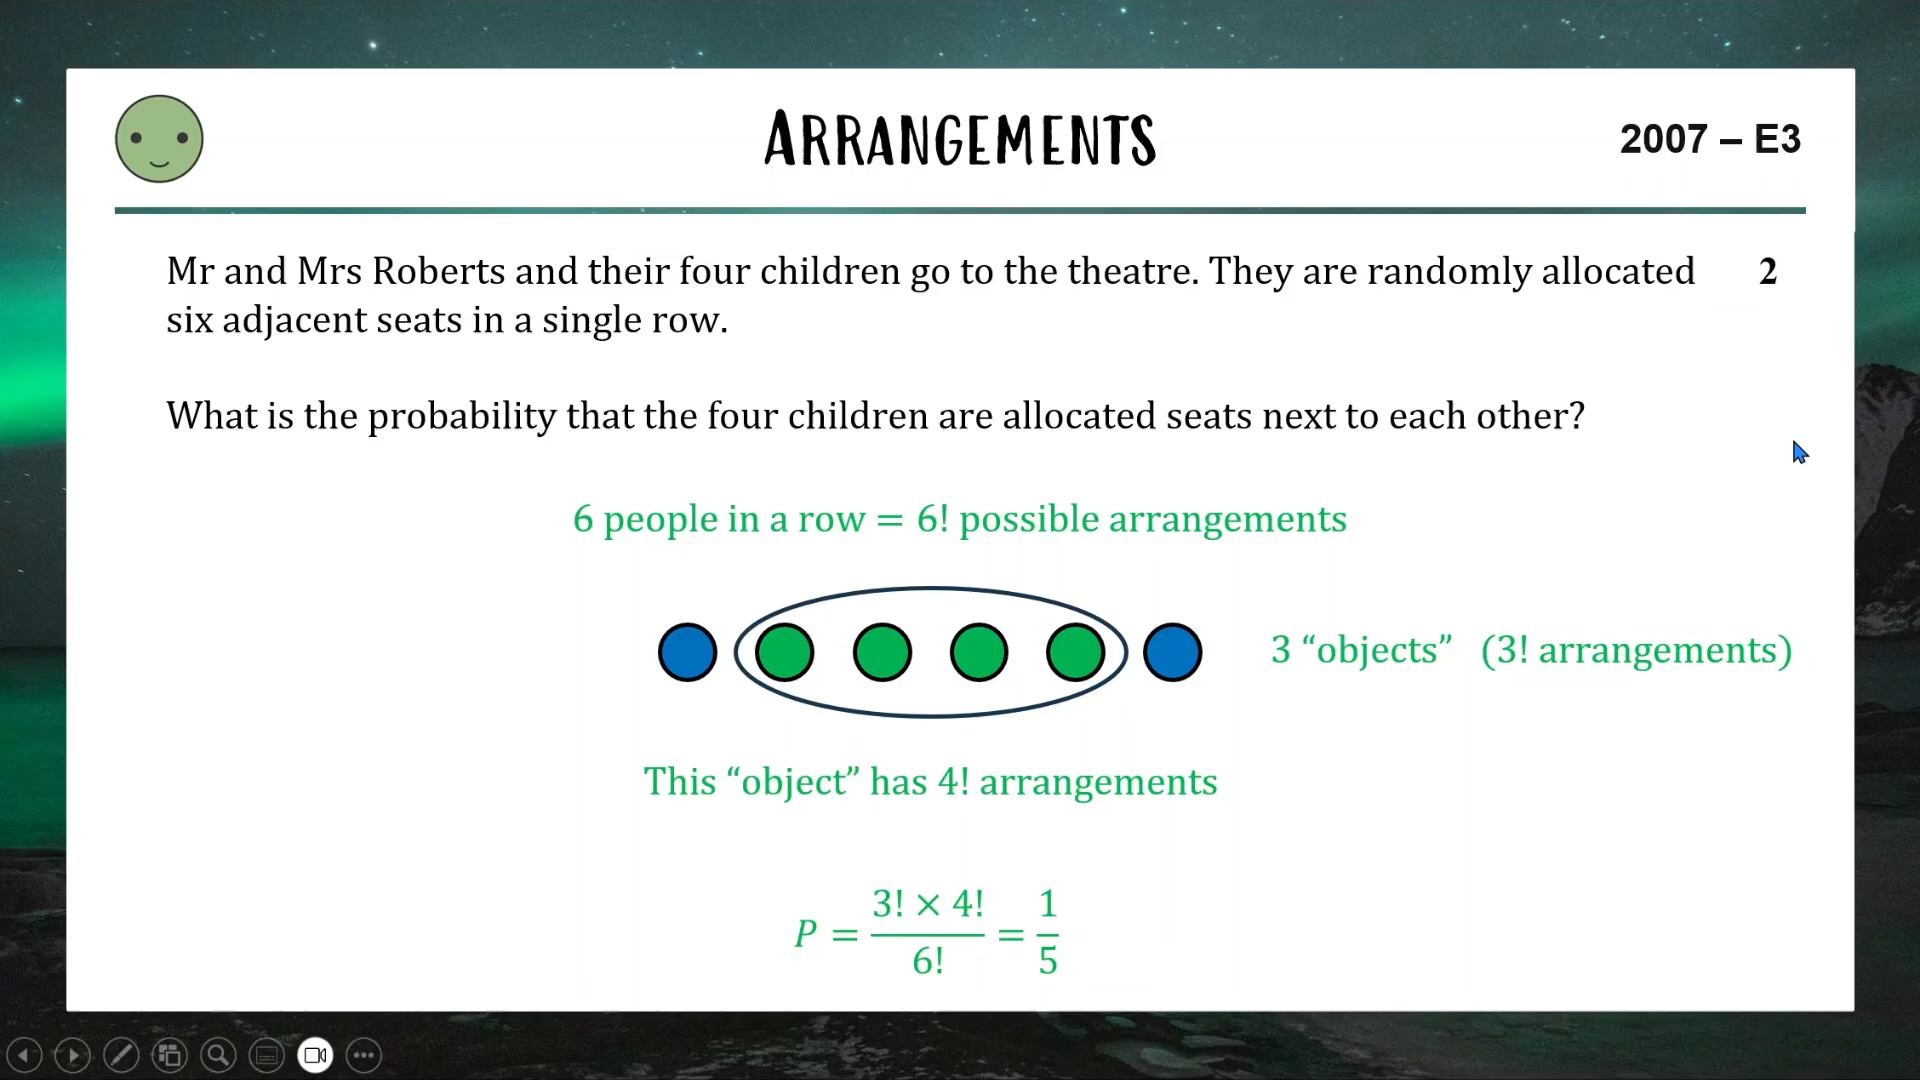 ARRANGEMENTS
2007 – E3
Mr and Mrs Roberts and their four children go to the theatre. They are randomly allocated 2
six adjacent seats in a single row.
What is the probability that the four children are allocated seats next to each other?
6 people in a row = 6! possible arrangements
3 “objects” (3! arrangements)
This “object” has 4! arrangements
P = 3! × 4! / 6! = 1 / 5